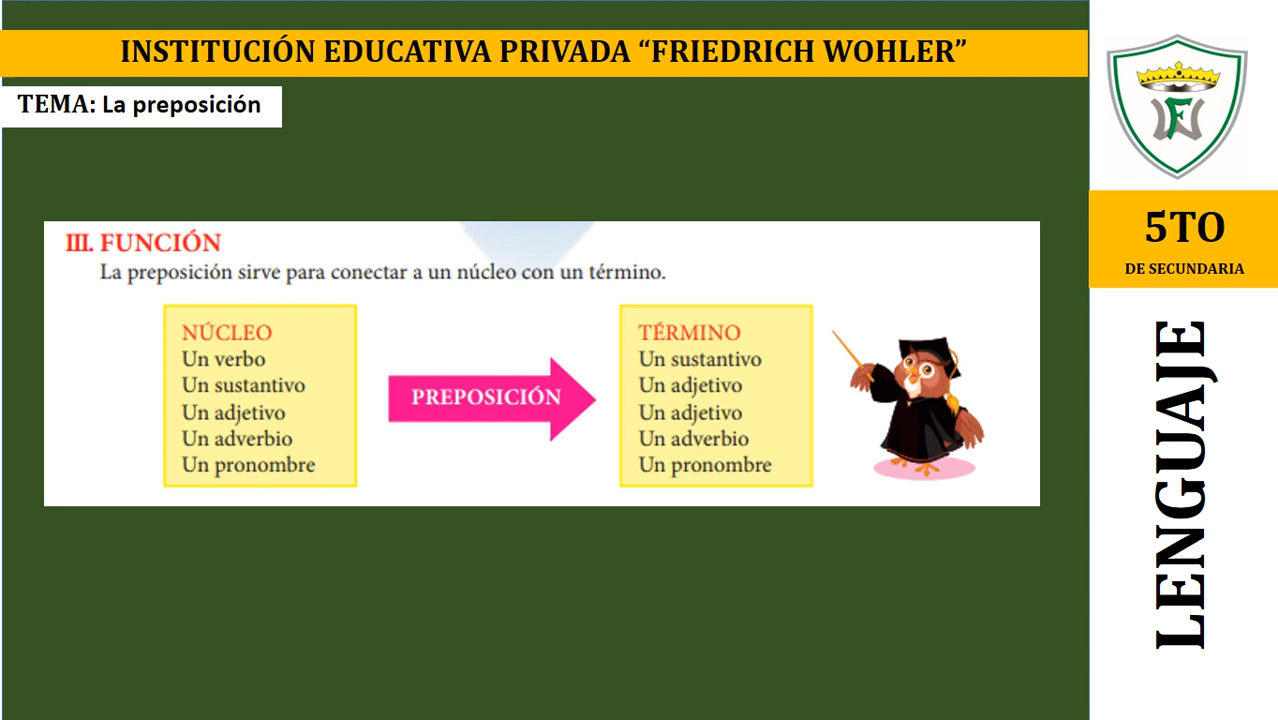 INSTITUCIÓN EDUCATIVA PRIVADA “FRIEDRICH WOHLER”
TEMA: La preposición
III. FUNCIÓN
La preposición sirve para conectar a un núcleo con un término.
NÚCLEO
Un verbo
Un sustantivo
Un adjetivo
Un adverbio
Un pronombre
PREPOSICIÓN
TÉRMINO
Un sustantivo
Un adjetivo
Un adjetivo
Un adverbio
Un pronombre
FW
5TO
DE SECUNDARIA
LENGUAJE